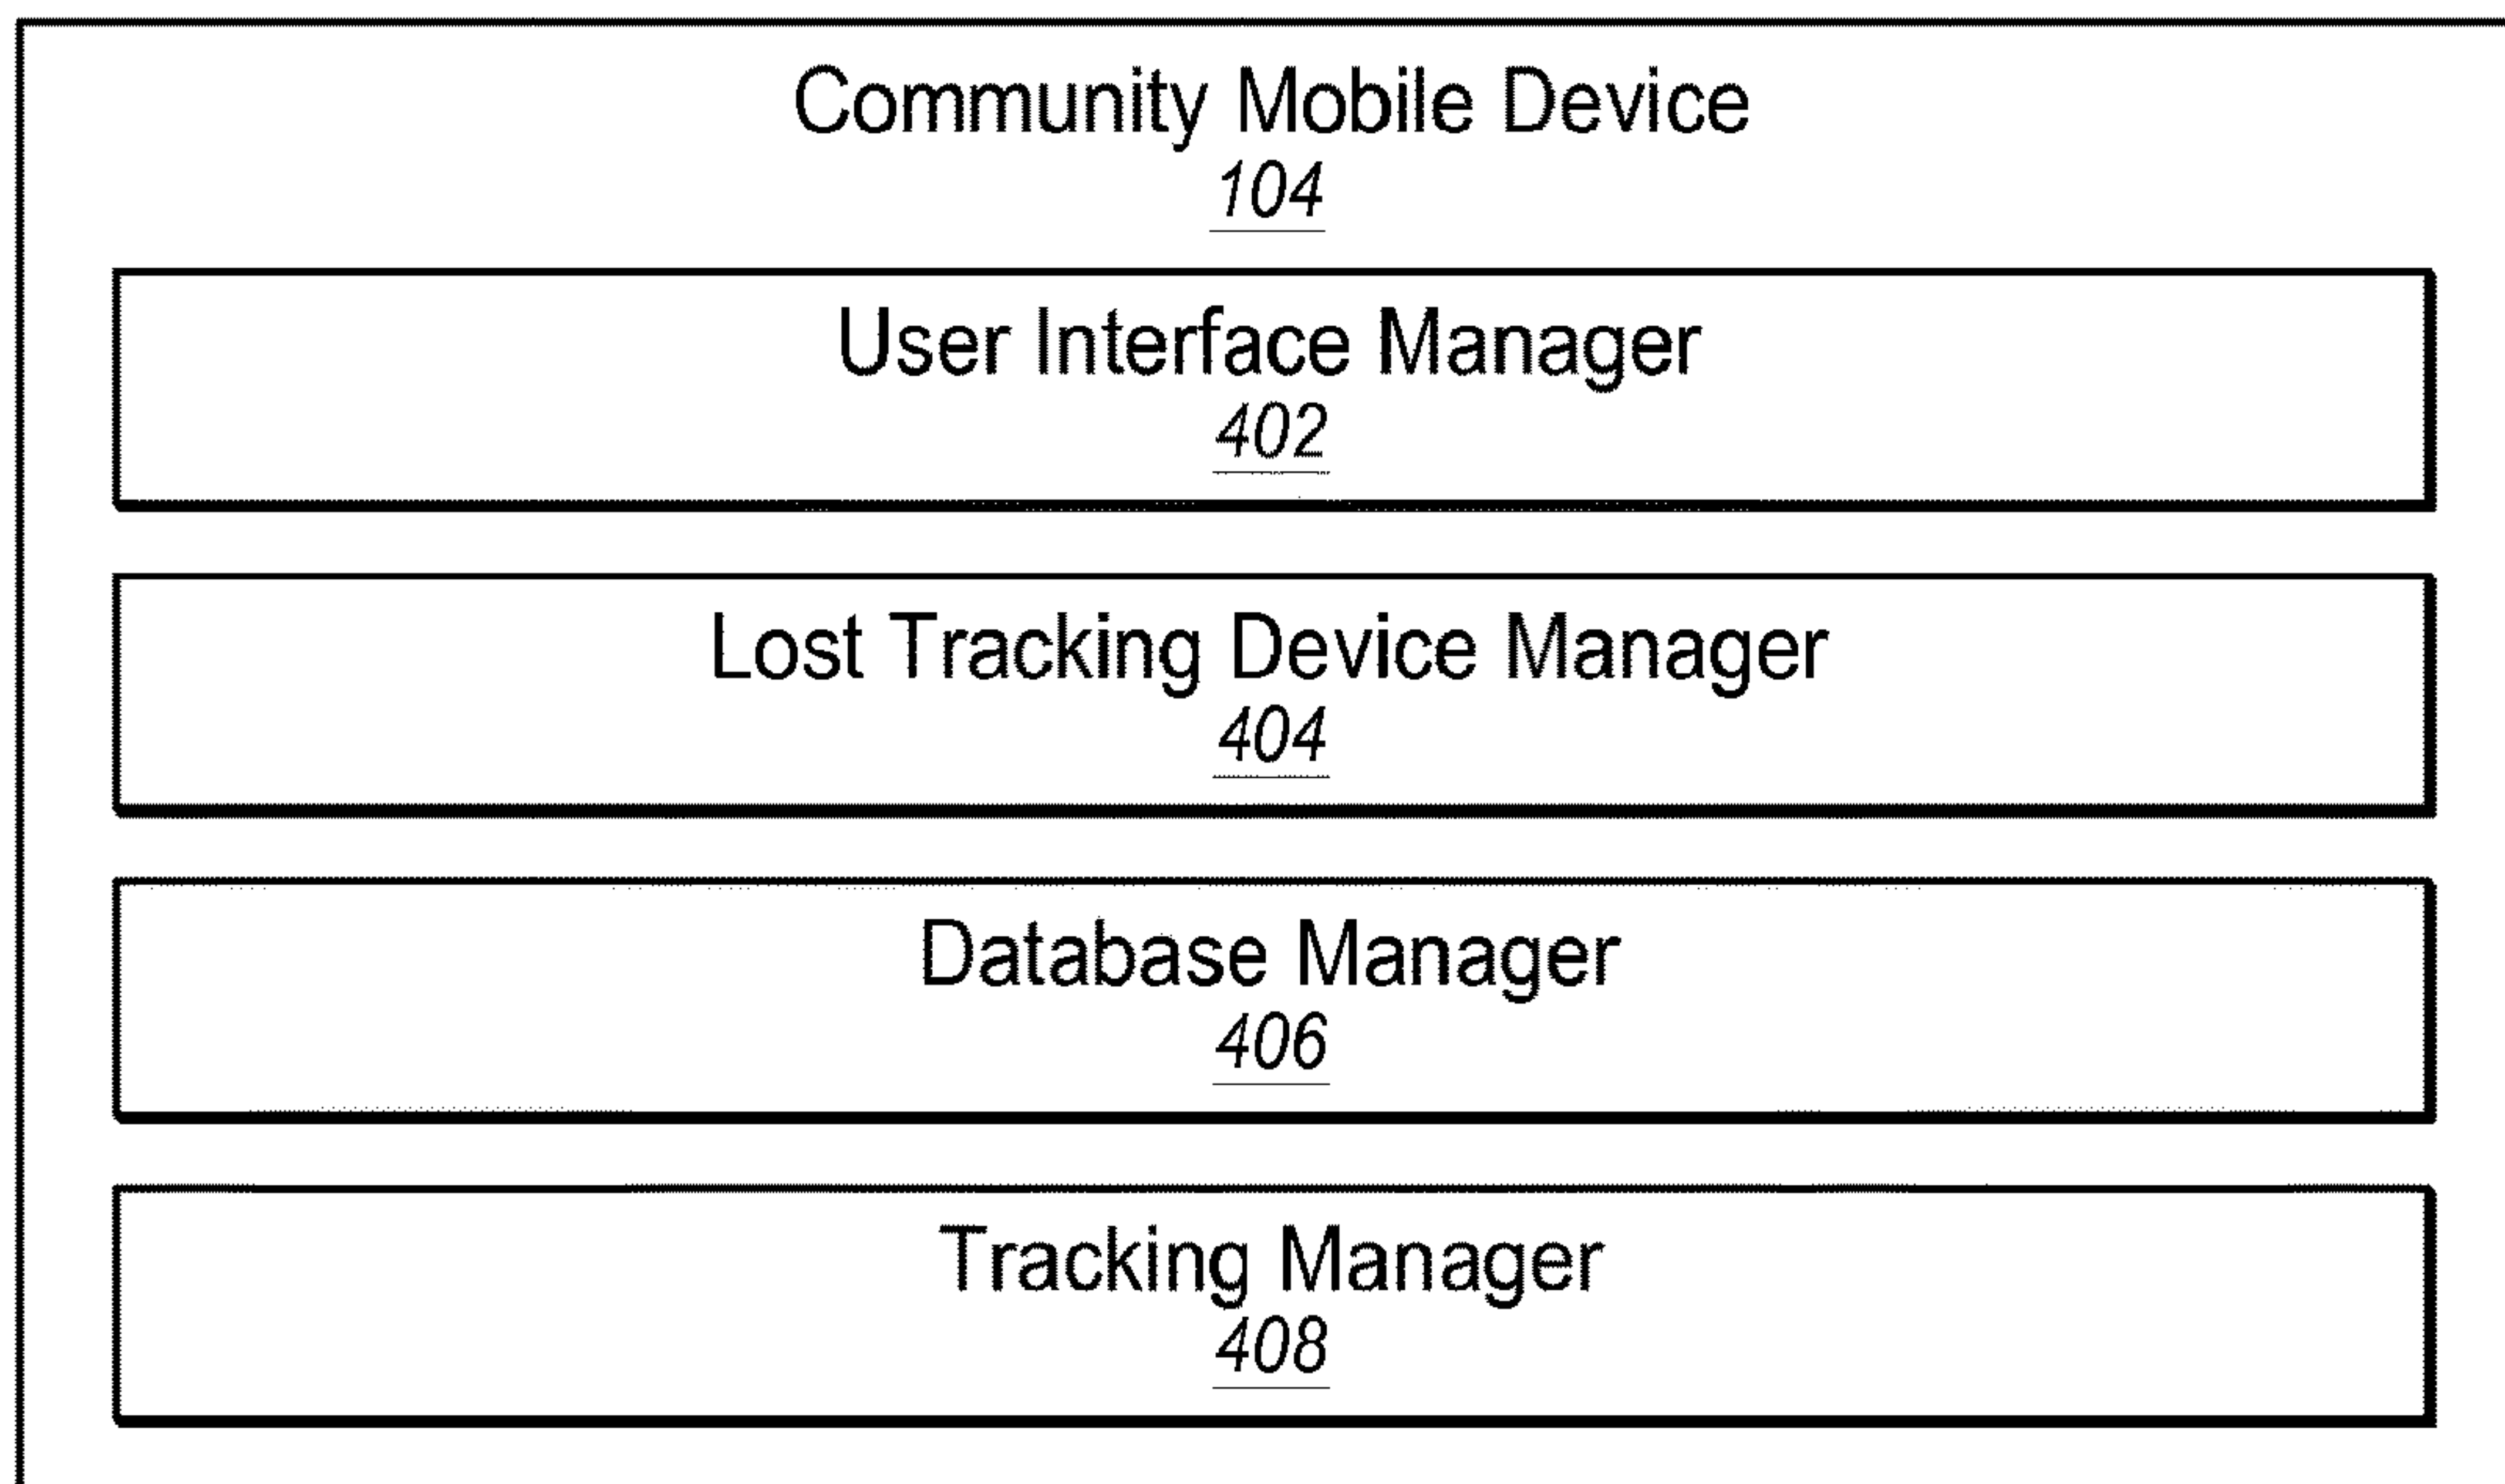 Community Mobile Device
104
User Interface Manager
402
Lost Tracking Device Manager
404
Database Manager
406
Tracking Manager
408